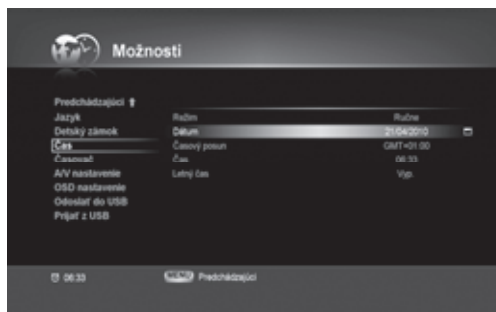 Možnosti
Predchádzajúci ⬆
Jazyk
Detský zámok
Čas
Časovač
A/V nastavenie
OSD nastavenie
Odoslať do USB
Prijať z USB
Režim Ručne
Dátum 21/04/2010
Časový posun GMT+01:00
Čas 06:33
Letný čas Vyp.
06:33
MENU Predchádzajúci